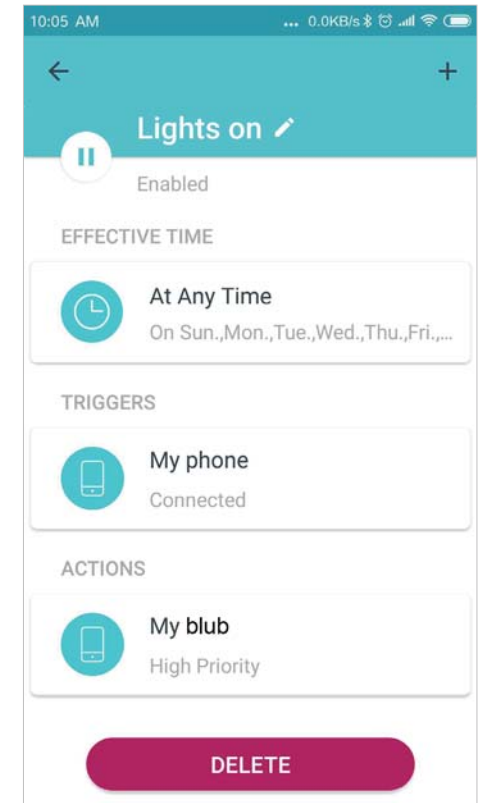 10:05 AM ... 0.0KB/s
Lights on
Enabled
EFFECTIVE TIME
At Any Time
On Sun.,Mon.,Tue.,Wed.,Thu.,Fri.,...
TRIGGERS
My phone
Connected
ACTIONS
My blub
High Priority
DELETE